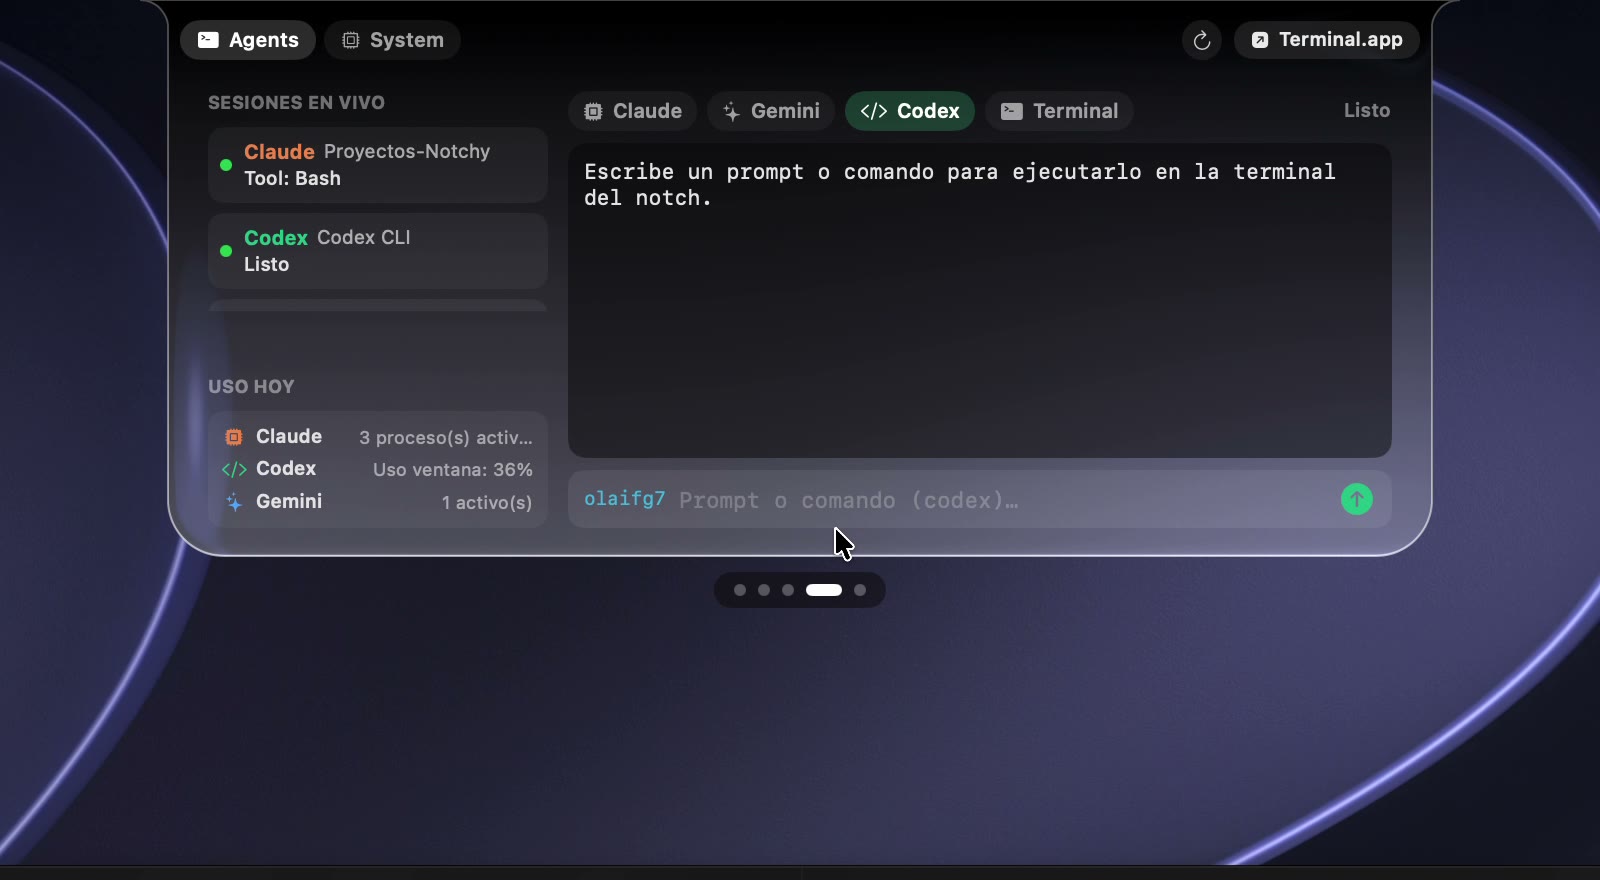 Agents
System
Terminal.app
SESIONES EN VIVO
Claude Proyectos-Notchy
Tool: Bash
Codex Codex CLI
Listo
USO HOY
Claude 3 proceso(s) activ...
Codex Uso ventana: 36%
Gemini 1 activo(s)
Claude
Gemini
</> Codex
Terminal
Listo
Escribe un prompt o comando para ejecutarlo en la terminal
del notch.
olaifg7 Prompt o comando (codex)…